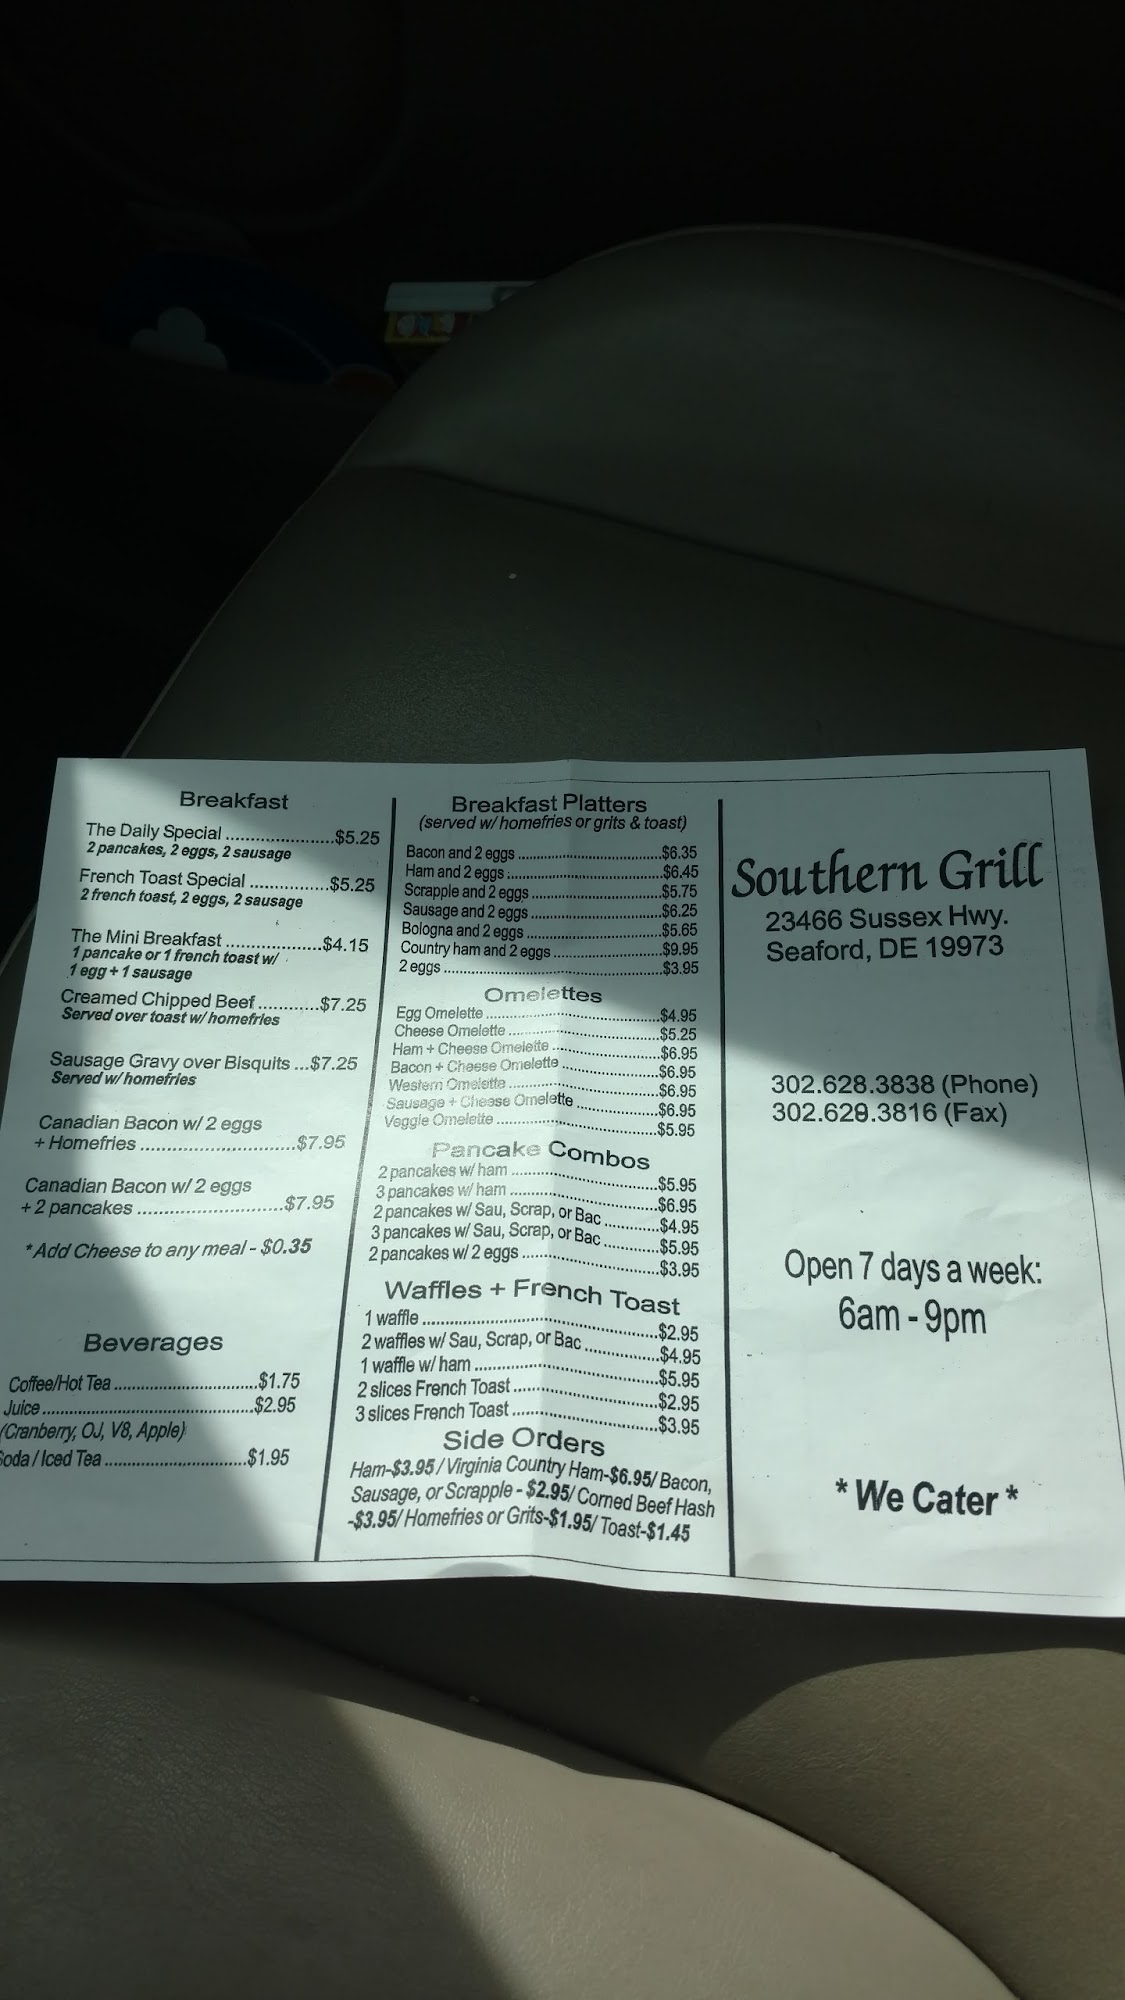 Breakfast
The Daily Special ......................$5.25
2 pancakes, 2 eggs, 2 sausage
French Toast Special ................$5.25
2 french toast, 2 eggs, 2 sausage
The Mini Breakfast ...................$4.15
1 pancake or 1 french toast w/
1 egg + 1 sausage
Creamed Chipped Beef............$7.25
Served over toast w/ homefries
Sausage Gravy over Bisquits ...$7.25
Served w/ homefries
Canadian Bacon w/ 2 eggs
+ Homefries ..............................$7.95
Canadian Bacon w/ 2 eggs
+ 2 pancakes ............................$7.95
*Add Cheese to any meal - $0.35
Beverages
Coffee/Hot Tea............................$1.75
Juice..........................................$2.95
(Cranberry, OJ, V8, Apple)
Soda / Iced Tea............................$1.95
Breakfast Platters
(served w/ homefries or grits & toast)
Bacon and 2 eggs....................................$6.35
Ham and 2 eggs.......................................$6.45
Scrapple and 2 eggs.................................$5.75
Sausage and 2 eggs.................................$6.25
Bologna and 2 eggs..................................$5.65
Country ham and 2 eggs...........................$9.95
2 eggs.......................................................$3.95
Omelettes
Egg Omelette............................................$4.95
Cheese Omelette......................................$5.25
Ham + Cheese Omelette...........................$6.95
Bacon + Cheese Omelette.........................$6.95
Western Omelette.....................................$6.95
Sausage + Cheese Omelette.....................$6.95
Veggie Omelette........................................$5.95
Pancake Combos
2 pancakes w/ ham...................................$5.95
3 pancakes w/ ham...................................$6.95
2 pancakes w/ Sau, Scrap, or Bac..............$4.95
3 pancakes w/ Sau, Scrap, or Bac..............$5.95
2 pancakes w/ 2 eggs................................$3.95
Waffles + French Toast
1 waffle....................................................$2.95
2 waffles w/ Sau, Scrap, or Bac..................$4.95
1 waffle w/ ham........................................$5.95
2 slices French Toast.................................$2.95
3 slices French Toast.................................$3.95
Side Orders
Ham-$3.95/ Virginia Country Ham-$6.95/ Bacon,
Sausage, or Scrapple - $2.95/ Corned Beef Hash
-$3.95/ Homefries or Grits-$1.95/ Toast-$1.45
Southern Grill
23466 Sussex Hwy.
Seaford, DE 19973
302.628.3838 (Phone)
302.628.3816 (Fax)
Open 7 days a week:
6am - 9pm
* We Cater *